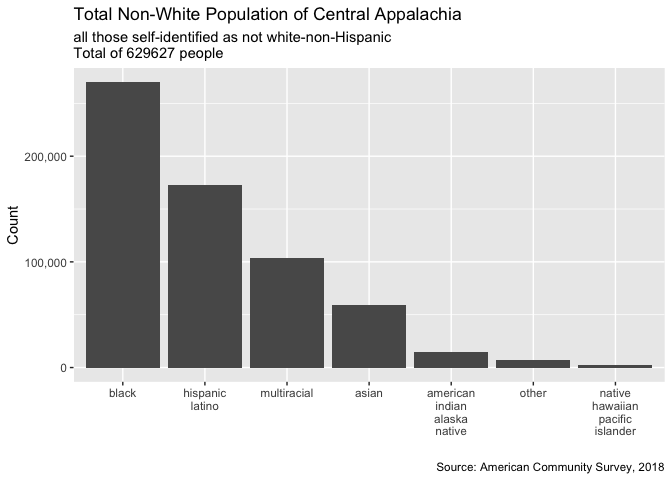 Total Non-White Population of Central Appalachia
all those self-identified as not white-non-Hispanic
Total of 629627 people
Count
200,000
100,000
0
black
hispanic
latino
multiracial
asian
american
indian
alaska
native
other
native
hawaiian
pacific
islander
Source: American Community Survey, 2018